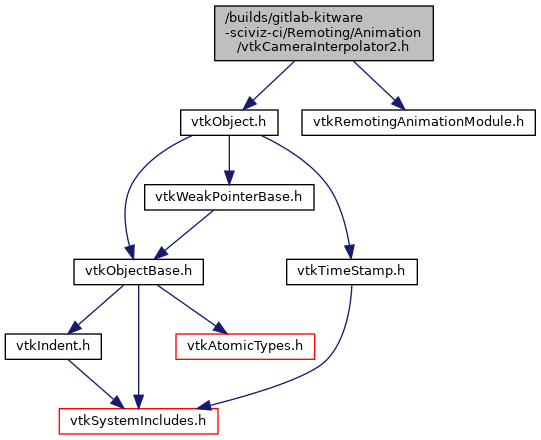 /builds/gitlab-kitware
-sciviz-ci/Remoting/Animation
/vtkCameraInterpolator2.h
vtkObject.h
vtkRemotingAnimationModule.h
vtkWeakPointerBase.h
vtkObjectBase.h
vtkTimeStamp.h
vtkIndent.h
vtkAtomicTypes.h
vtkSystemIncludes.h